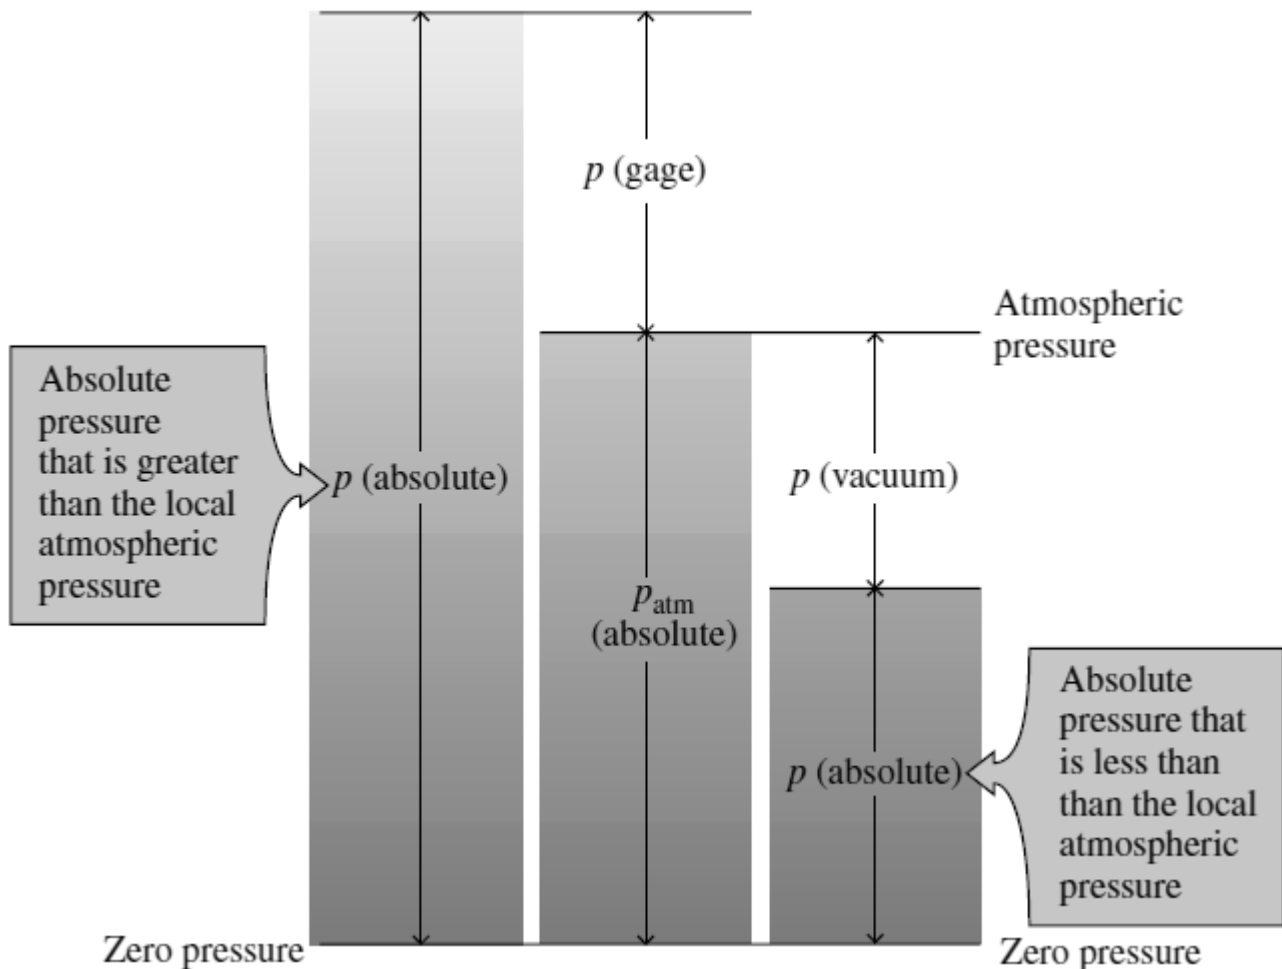 p (gage)
Atmospheric
pressure
Absolute
pressure
that is greater
than the local
atmospheric
pressure
p (absolute)
p (vacuum)
patm
(absolute)
Absolute
pressure that
is less than
than the local
atmospheric
pressure
p (absolute)
Zero pressure
Zero pressure